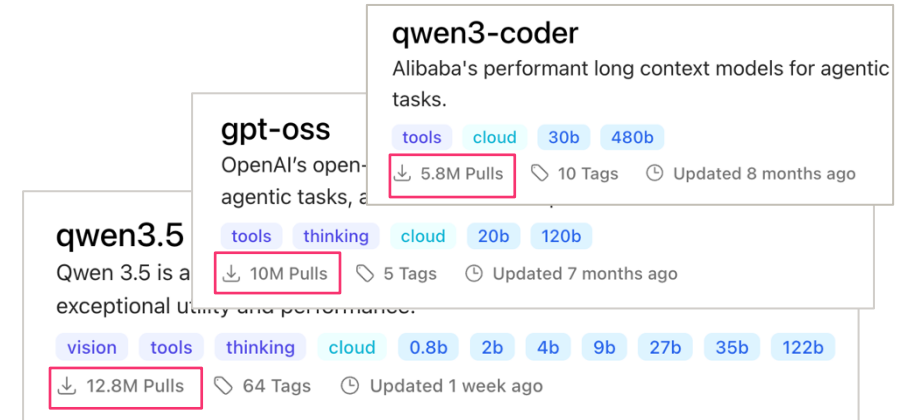 qwen3-coder
Alibaba's performant long context models for agentic
tasks.
tools cloud 30b 480b
5.8M Pulls 10 Tags Updated 8 months ago
gpt-oss
OpenAI's open-
agentic tasks, a
tools thinking cloud 20b 120b
10M Pulls 5 Tags Updated 7 months ago
qwen3.5
Qwen 3.5 is a
exceptional utility and performance.
vision tools thinking cloud 0.8b 2b 4b 9b 27b 35b 122b
12.8M Pulls 64 Tags Updated 1 week ago